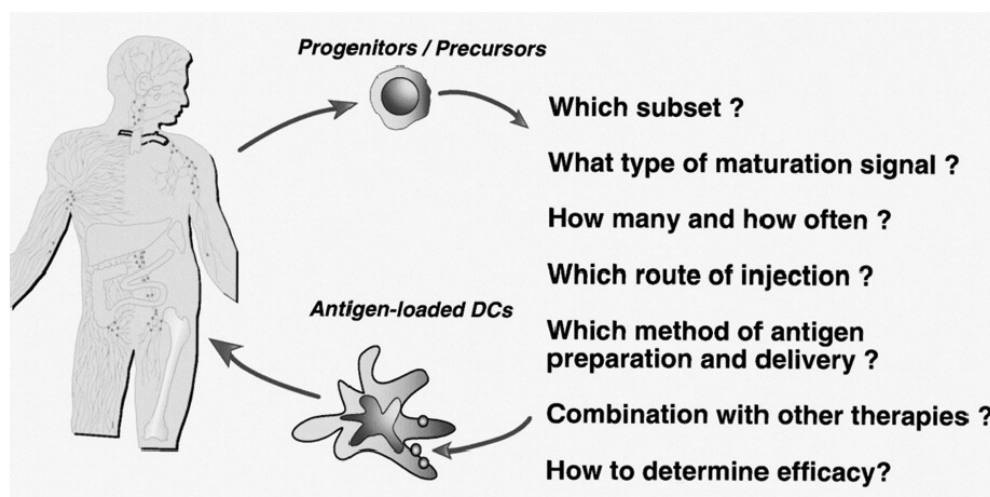 Progenitors / Precursors
Which subset ?
What type of maturation signal ?
How many and how often ?
Which route of injection ?
Antigen-loaded DCs
Which method of antigen
preparation and delivery ?
Combination with other therapies ?
How to determine efficacy?